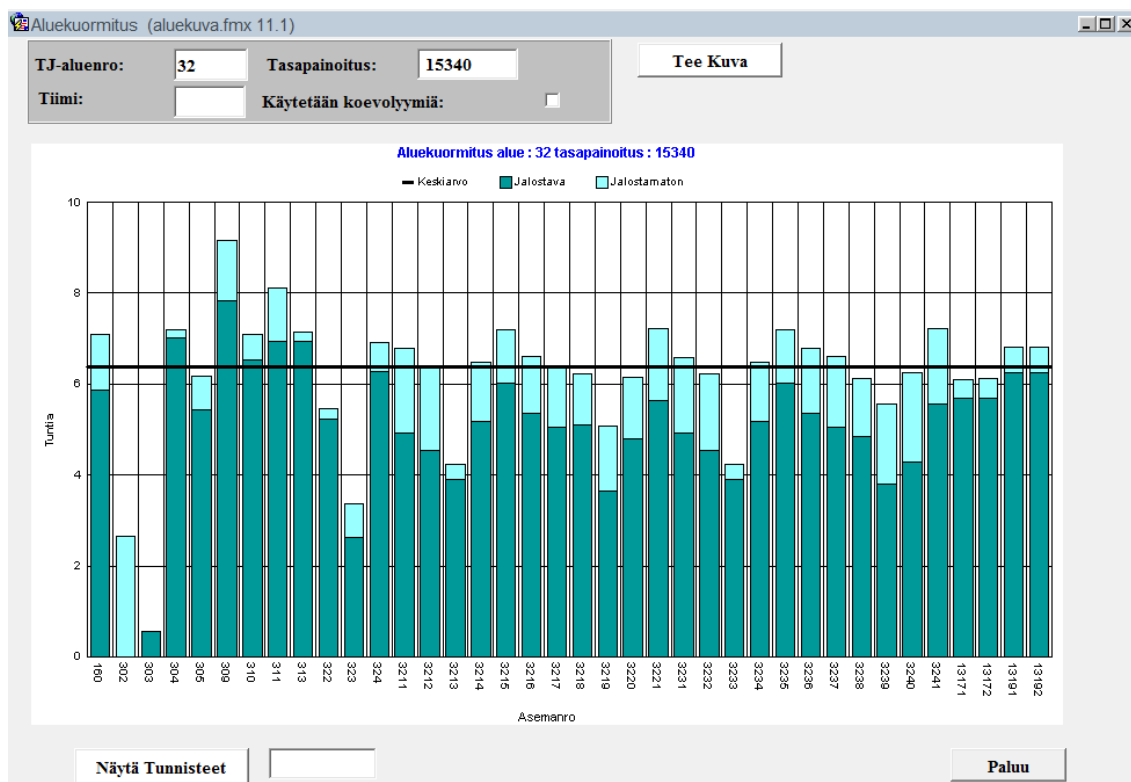 Aluekuormitus (aluekuva.fmx 11.1)
TJ-aluenro: 32 Tasapainoitus: 15340 Tee Kuva
Tiimi: Käytetään koevolyymiä:
Aluekuormitus alue : 32 tasapainoitus : 15340
Keskiarvo Jalostava Jalostamaton
10
8
6
4
2
0
Tuntia
160 302 303 304 305 309 310 311 313 322 323 324 3211 3212 3213 3214 3215 3216 3217 3218 3219 3220 3221 3231 3232 3233 3234 3235 3236 3237 3238 3239 3240 3241 13171 13172 13191 13192
Asemanro
Näytä Tunnisteet Paluu